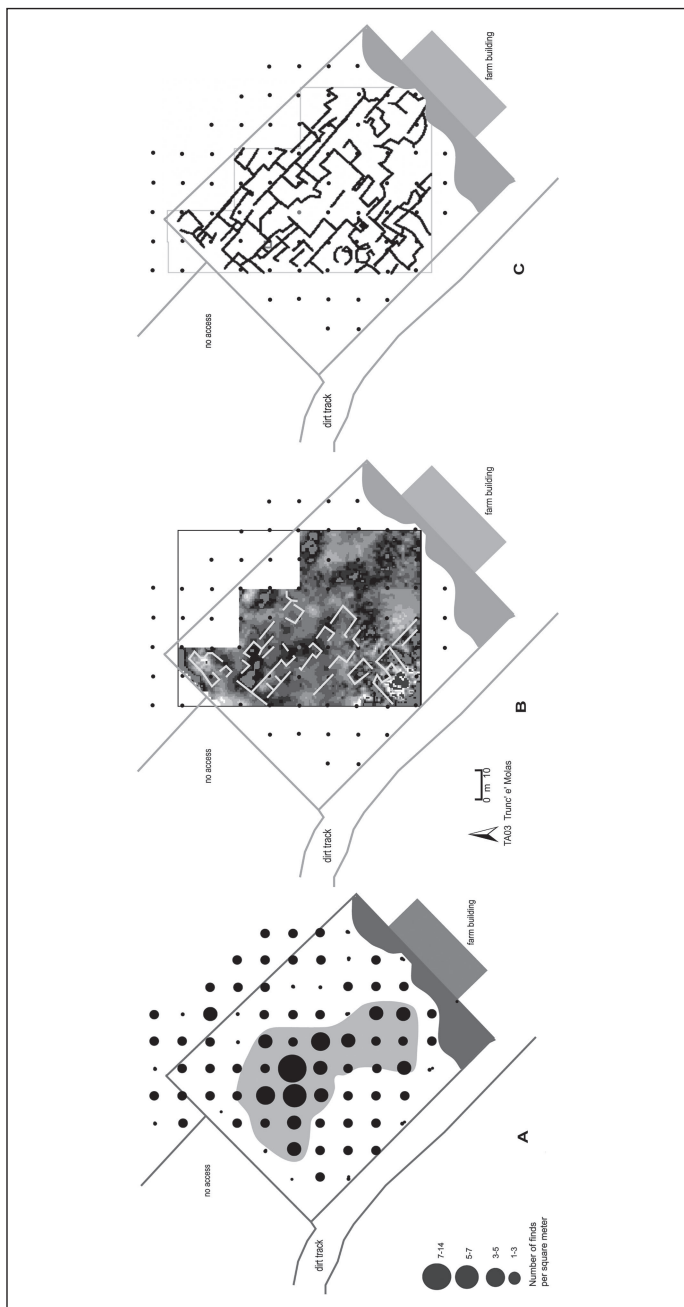 7-14
5-7
3-5
1-3
Number of finds
per square meter
no access
dirt track
farm building
A
TA03 Trunc' e' Molas
0 m 10
no access
dirt track
farm building
B
no access
dirt track
farm building
C